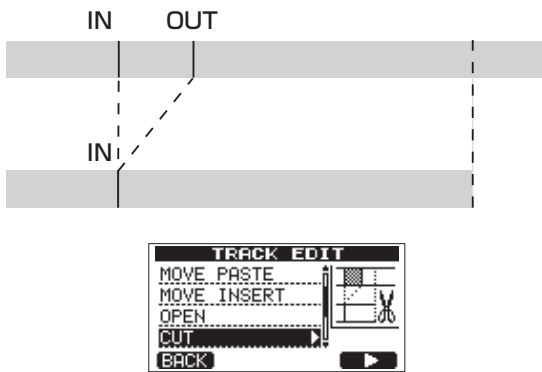 IN OUT
IN
TRACK EDIT
MOVE PASTE
MOVE INSERT
OPEN
CUT
BACK